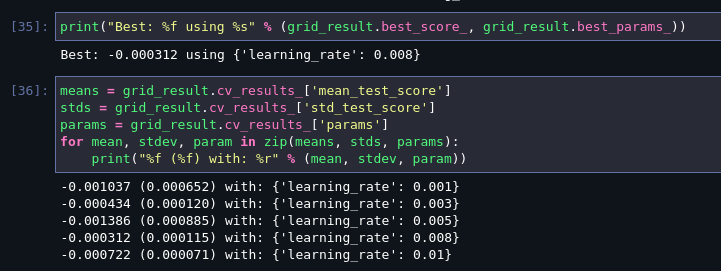 [35]: print("Best: %f using %s" % (grid_result.best_score_, grid_result.best_params_))
Best: -0.000312 using {'learning_rate': 0.008}
[36]: means = grid_result.cv_results_['mean_test_score']
stds = grid_result.cv_results_['std_test_score']
params = grid_result.cv_results_['params']
for mean, stdev, param in zip(means, stds, params):
    print("%f (%f) with: %r" % (mean, stdev, param))
-0.001037 (0.000652) with: {'learning_rate': 0.001}
-0.000434 (0.000120) with: {'learning_rate': 0.003}
-0.001386 (0.000885) with: {'learning_rate': 0.005}
-0.000312 (0.000115) with: {'learning_rate': 0.008}
-0.000722 (0.000071) with: {'learning_rate': 0.01}